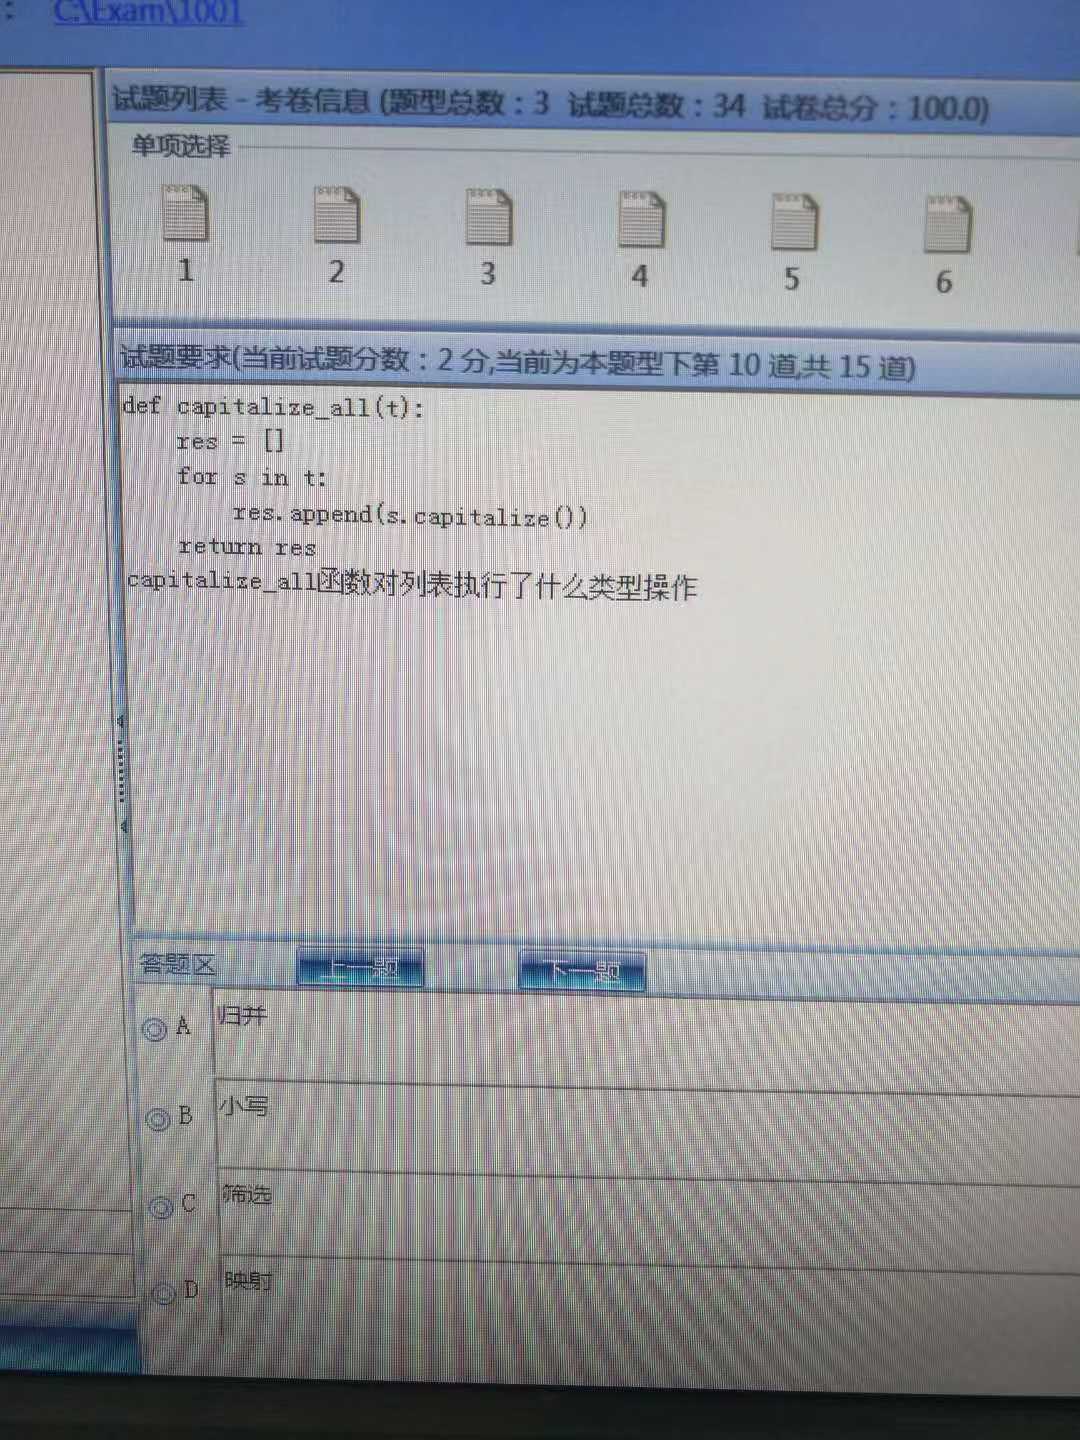 : C:\Exam\1001
试题列表 - 考卷信息 (题型总数：3 试题总数：34 试卷总分：100.0)
单项选择
1 2 3 4 5 6
试题要求(当前试题分数：2 分,当前为本题型下第 10 道,共 15 道)
def capitalize_all(t):
    res = []
    for s in t:
        res.append(s.capitalize())
    return res
capitalize_all函数对列表执行了什么类型操作
答题区 上一题 下一题
A 归并
B 小写
C 筛选
D 映射